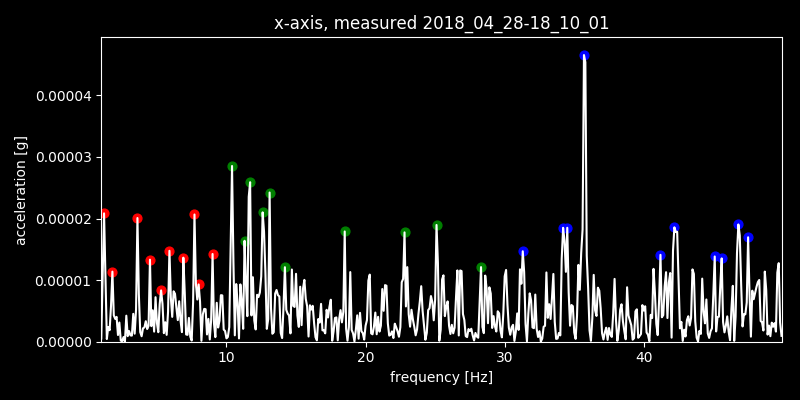 x-axis, measured 2018_04_28-18_10_01
acceleration [g]
0.00004
0.00003
0.00002
0.00001
0.00000
10 20 30 40
frequency [Hz]